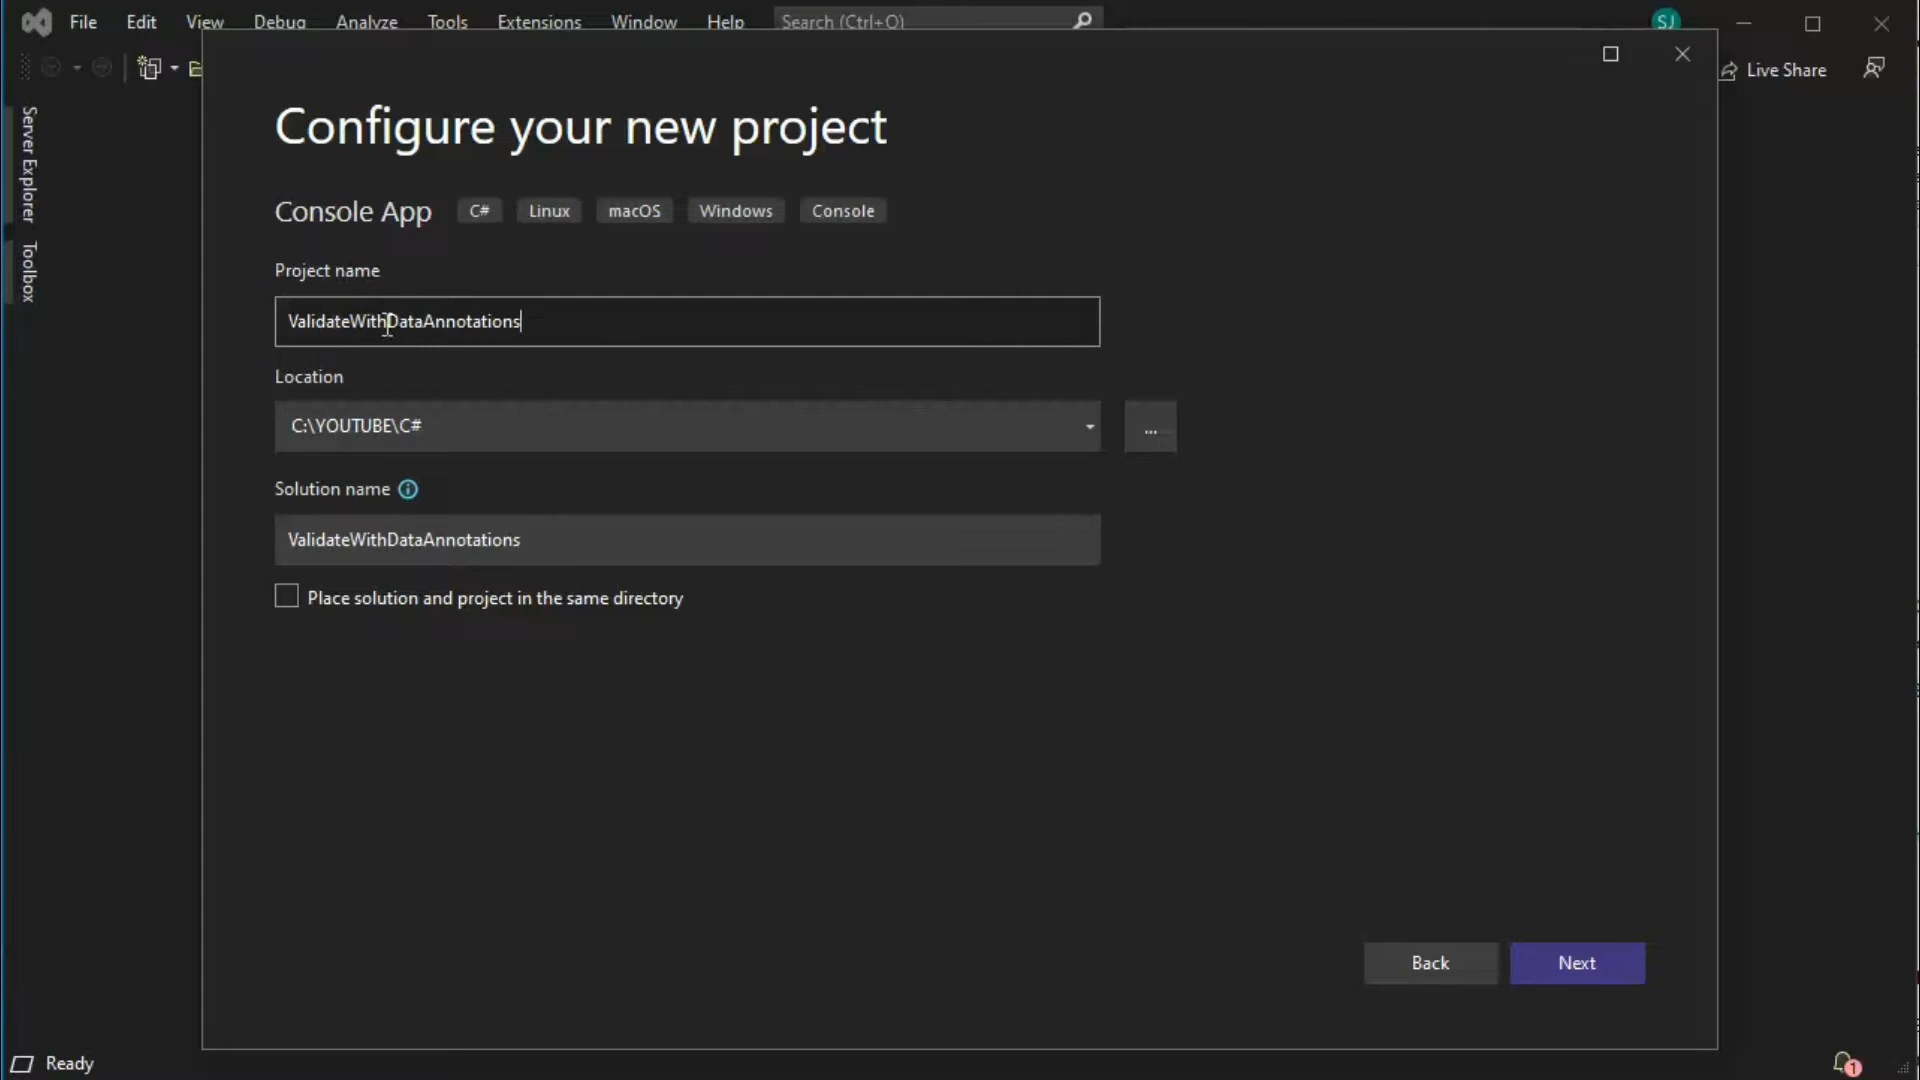 File Edit View Debug Analyze Tools Extensions Window Help Search (Ctrl+Q) SJ
Live Share
Server Explorer
Toolbox
Configure your new project
Console App C# Linux macOS Windows Console
Project name
ValidateWithDataAnnotations
Location
C:\YOUTUBE\C#
...
Solution name
ValidateWithDataAnnotations
Place solution and project in the same directory
Back Next
Ready 1